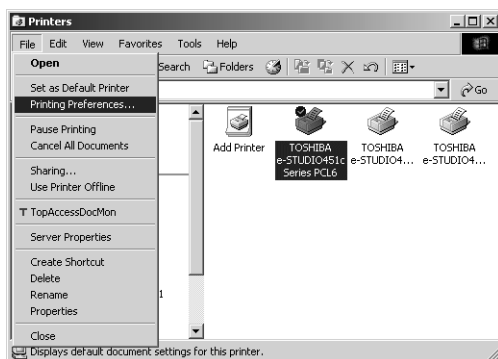 Printers
File Edit View Favorites Tools Help
Search Folders
Go
Open
Set as Default Printer
Printing Preferences...
Pause Printing
Cancel All Documents
Sharing...
Use Printer Offline
TopAccessDocMon
Server Properties
Create Shortcut
Delete
Rename
Properties
Close
Add Printer
TOSHIBA
e-STUDIO451c
Series PCL6
TOSHIBA
e-STUDIO4...
TOSHIBA
e-STUDIO4...
1
Displays default document settings for this printer.